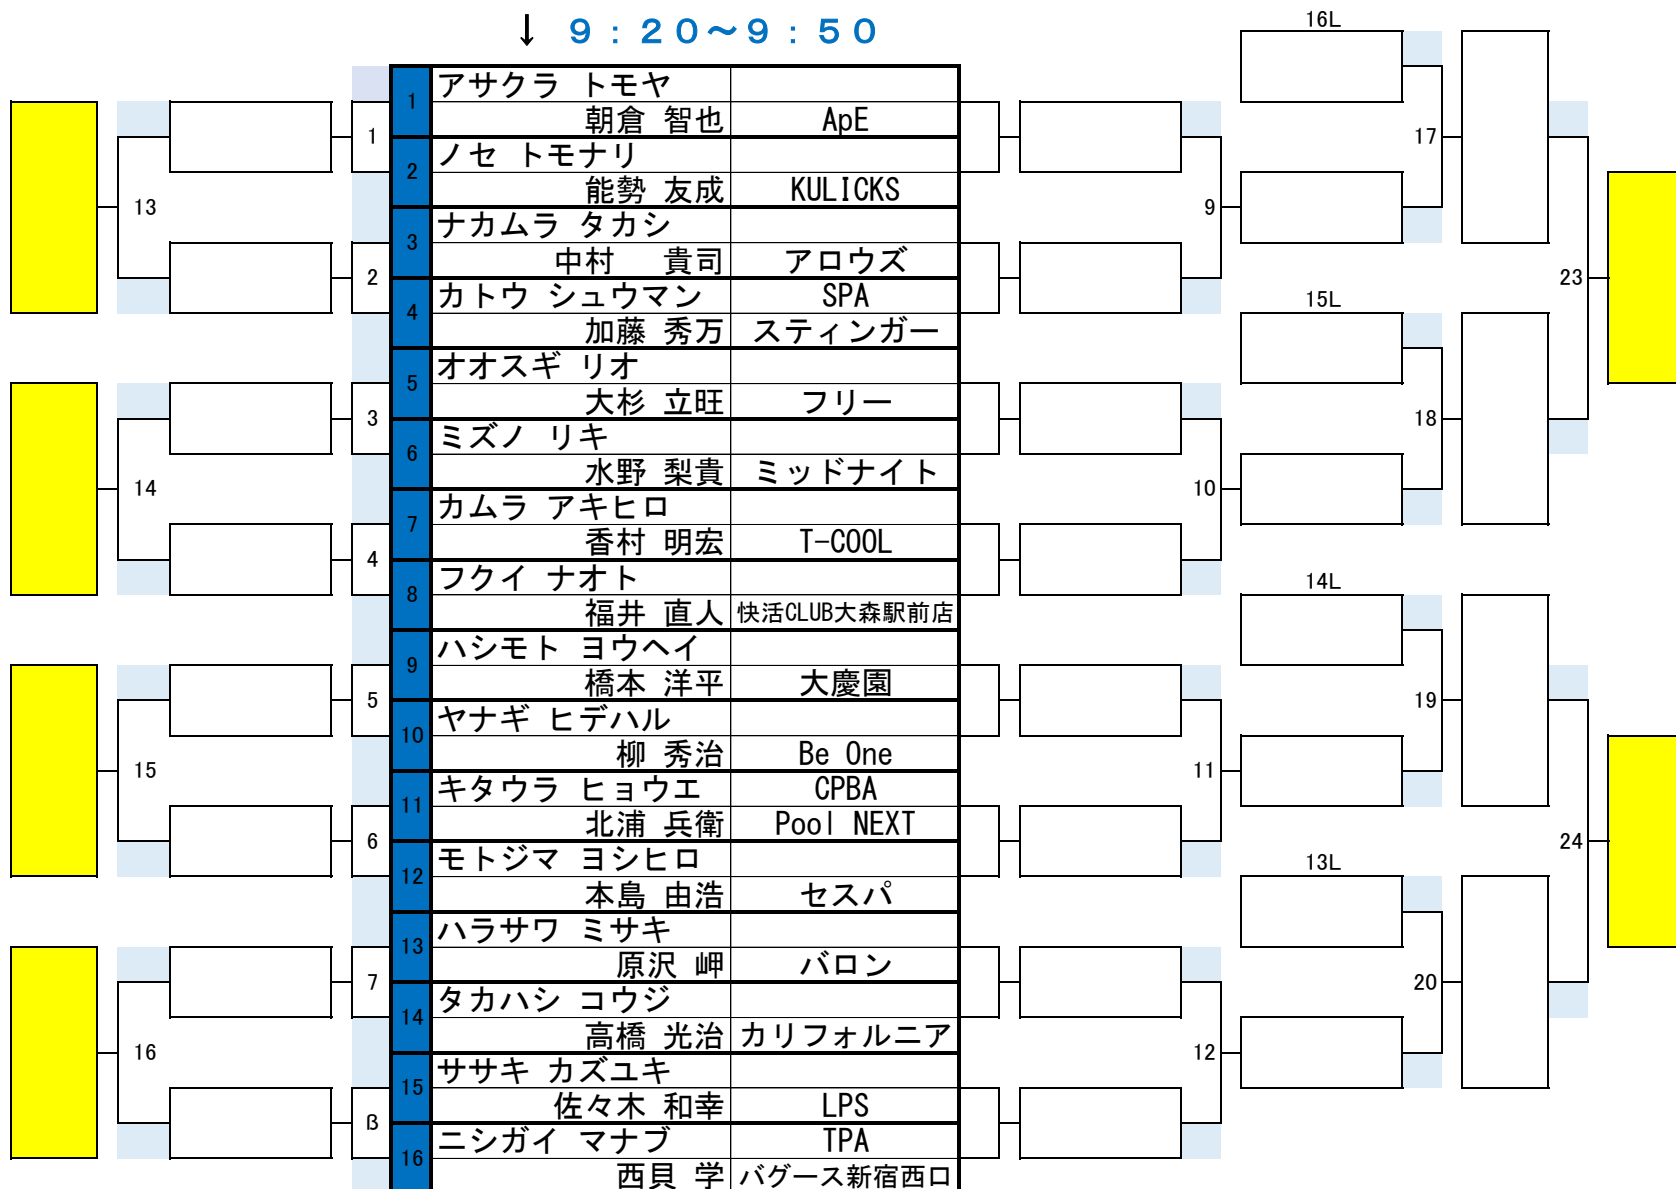 ↓ 9：20～9：50
16L
アサクラ トモヤ
1 朝倉 智也 ApE
1
17
ノセ トモナリ
2 能勢 友成 KULICKS
13
9
ナカムラ タカシ
3 中村 貴司 アロウズ
2
23
カトウ シュウマン SPA
4 加藤 秀万 スティンガー
15L
オオスギ リオ
5 大杉 立旺 フリー
3
18
ミズノ リキ
6 水野 梨貴 ミッドナイト
14
10
カムラ アキヒロ
7 香村 明宏 T-COOL
4
フクイ ナオト
8 福井 直人 快活CLUB大森駅前店
14L
ハシモト ヨウヘイ
9 橋本 洋平 大慶園
5
19
ヤナギ ヒデハル
10 柳 秀治 Be One
15
11
キタウラ ヒョウエ CPBA
11 北浦 兵衛 Pool NEXT
6
24
モトジマ ヨシヒロ
12 本島 由浩 セスパ
13L
ハラサワ ミサキ
13 原沢 岬 バロン
7
20
タカハシ コウジ
14 高橋 光治 カリフォルニア
16
12
ササキ カズユキ
15 佐々木 和幸 LPS
ß
ニシガイ マナブ TPA
16 西貝 学 バグース新宿西口